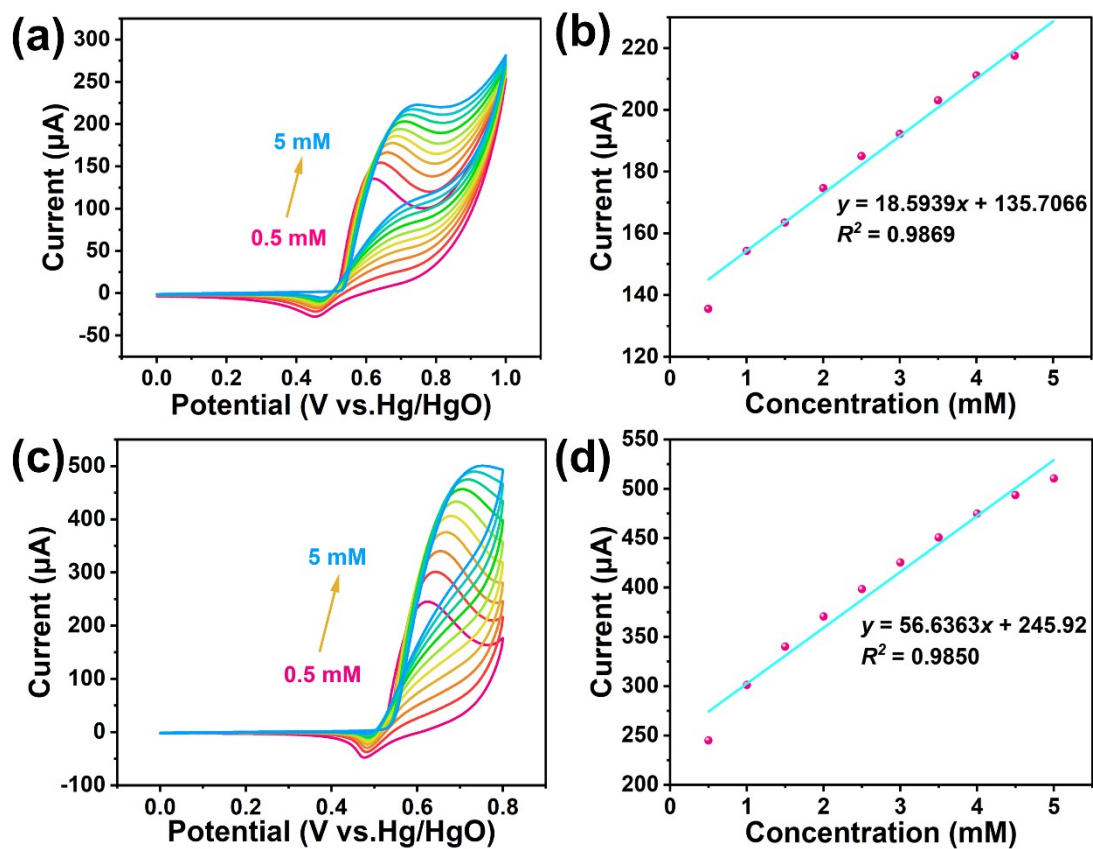 (a)
300
250
200
150
100
50
0
-50
Current (µA)
5 mM
0.5 mM
0.0 0.2 0.4 0.6 0.8 1.0
Potential (V vs.Hg/HgO)
(b)
220
200
180
160
140
120
Current (µA)
y = 18.5939x + 135.7066
R² = 0.9869
0 1 2 3 4 5
Concentration (mM)
(c)
500
400
300
200
100
0
-100
Current (µA)
5 mM
0.5 mM
0.0 0.2 0.4 0.6 0.8
Potential (V vs.Hg/HgO)
(d)
550
500
450
400
350
300
250
200
Current (µA)
y = 56.6363x + 245.92
R² = 0.9850
0 1 2 3 4 5
Concentration (mM)